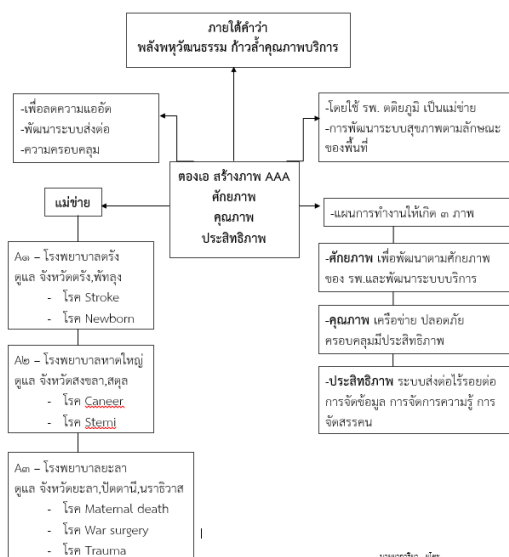 ภายใต้คำว่า
พลังพหุวัฒนธรรม ก้าวล้ำคุณภาพบริการ
-เพื่อลดความแออัด
-พัฒนาระบบส่งต่อ
-ความครอบคลุม
-โดยใช้ รพ. ตติยภูมิ เป็นแม่ข่าย
-การพัฒนาระบบสุขภาพตามลักษณะ
ของพื้นที่
ตองเอ สร้างภาพ AAA
ศักยภาพ
คุณภาพ
ประสิทธิภาพ
แม่ข่าย
A๑ – โรงพยาบาลตรัง
ดูแล จังหวัดตรัง,พัทลุง
- โรค Stroke
- โรค Newborn
A๒ – โรงพยาบาลหาดใหญ่
ดูแล จังหวัดสงขลา,สตูล
- โรค Caneer
- โรค Stemi
A๓ – โรงพยาบาลยะลา
ดูแล จังหวัดยะลา,ปัตตานี,นราธิวาส
- โรค Maternal death
- โรค War surgery
- โรค Trauma
-แผนการทำงานให้เกิด ๓ ภาพ
-ศักยภาพ เพื่อพัฒนาตามศักยภาพ
ของ รพ.และพัฒนาระบบบริการ
-คุณภาพ เครือข่าย ปลอดภัย
ครอบคลุมมีประสิทธิภาพ
-ประสิทธิภาพ ระบบส่งต่อไร้รอยต่อ
การจัดข้อมูล การจัดการความรู้ การ
จัดสรรคน